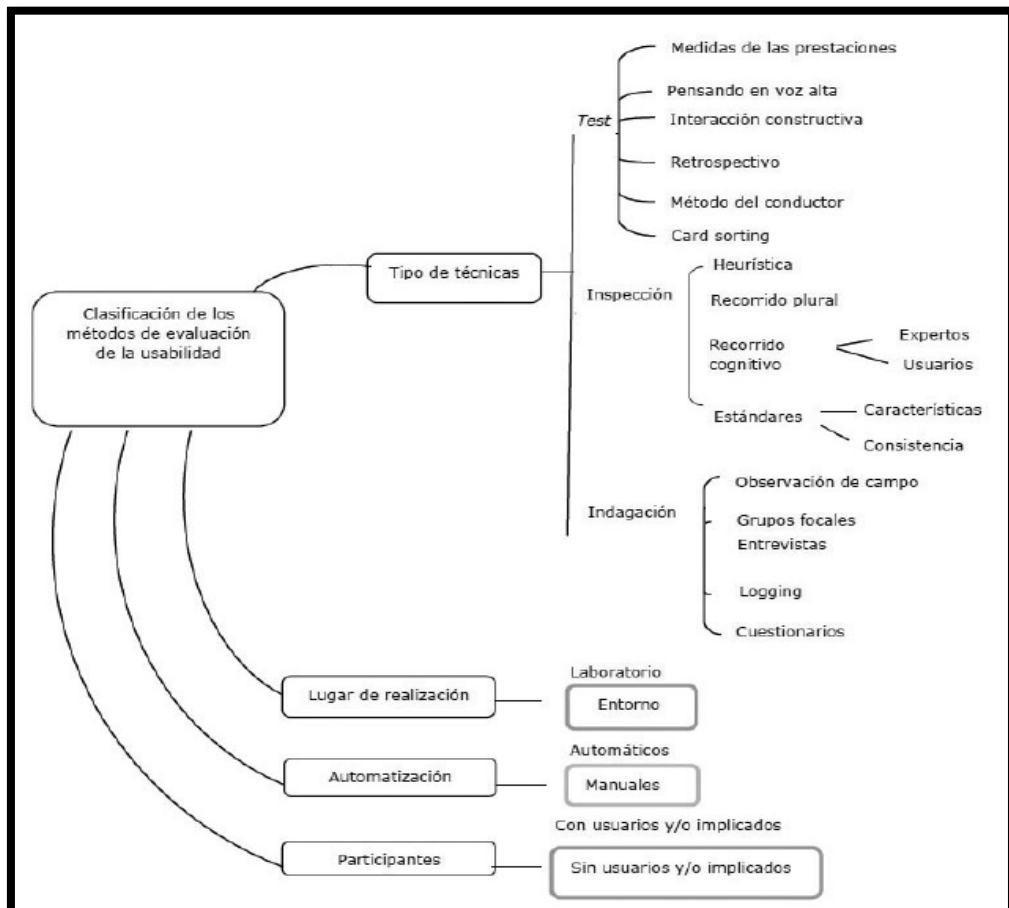 Medidas de las prestaciones
Pensando en voz alta
Test
Interacción constructiva
Retrospectivo
Método del conductor
Card sorting
Tipo de técnicas
Heurística
Inspección
Recorrido plural
Clasificación de los
métodos de evaluación
de la usabilidad
Recorrido
cognitivo
Expertos
Usuarios
Estándares
Características
Consistencia
Observación de campo
Indagación
Grupos focales
Entrevistas
Logging
Cuestionarios
Laboratorio
Lugar de realización
Entorno
Automáticos
Automatización
Manuales
Con usuarios y/o implicados
Participantes
Sin usuarios y/o implicados